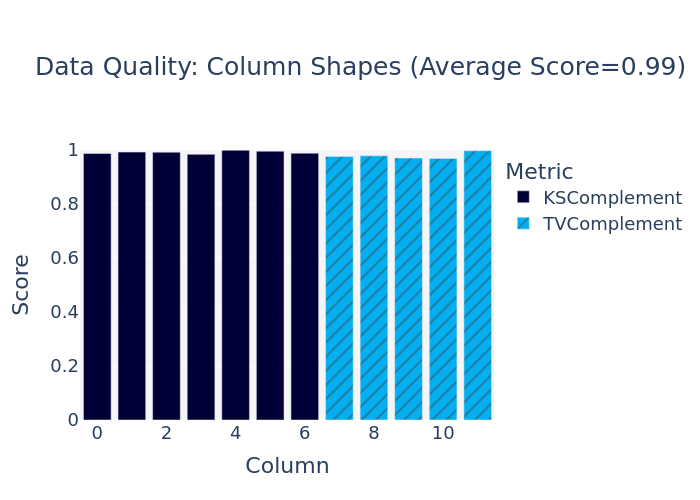 Data Quality: Column Shapes (Average Score=0.99)
Metric
KSComplement
TVComplement
Score
1
0.8
0.6
0.4
0.2
0
0 2 4 6 8 10
Column